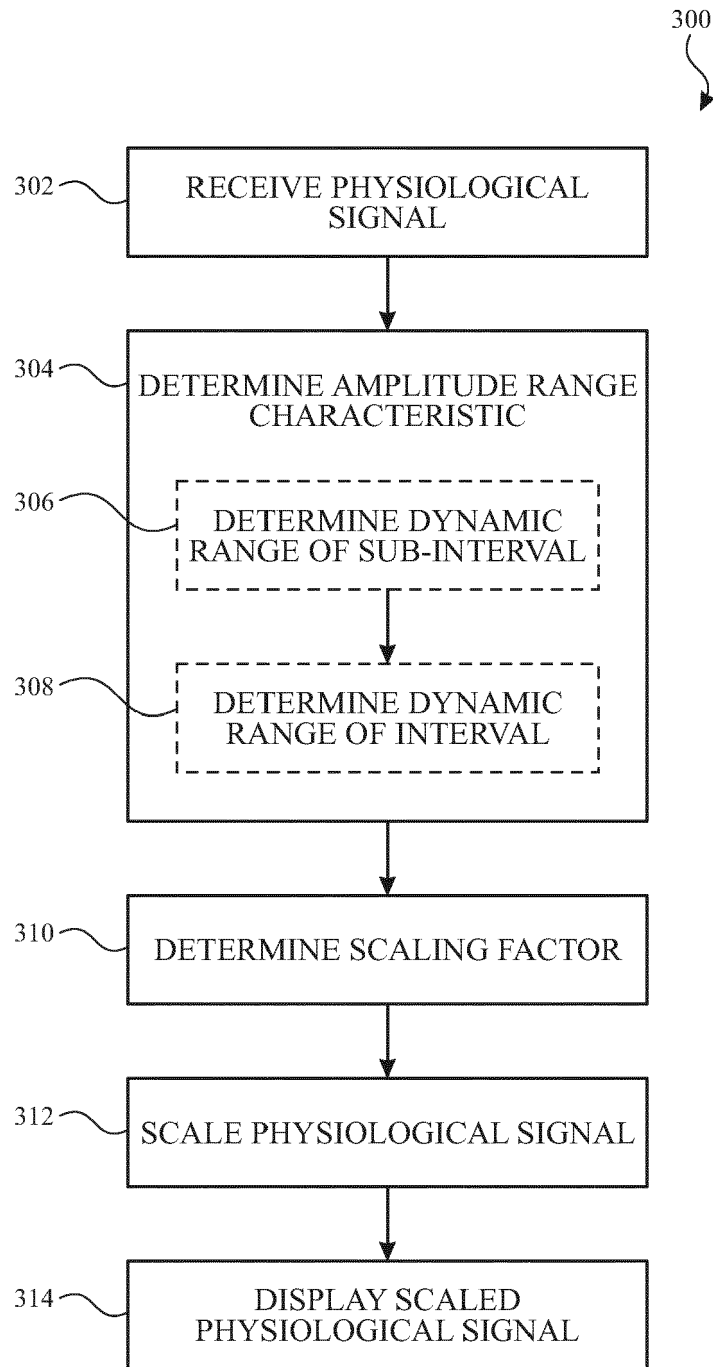 300
302
RECEIVE PHYSIOLOGICAL
SIGNAL
304
DETERMINE AMPLITUDE RANGE
CHARACTERISTIC
306
DETERMINE DYNAMIC
RANGE OF SUB-INTERVAL
308
DETERMINE DYNAMIC
RANGE OF INTERVAL
310
DETERMINE SCALING FACTOR
312
SCALE PHYSIOLOGICAL SIGNAL
314
DISPLAY SCALED
PHYSIOLOGICAL SIGNAL